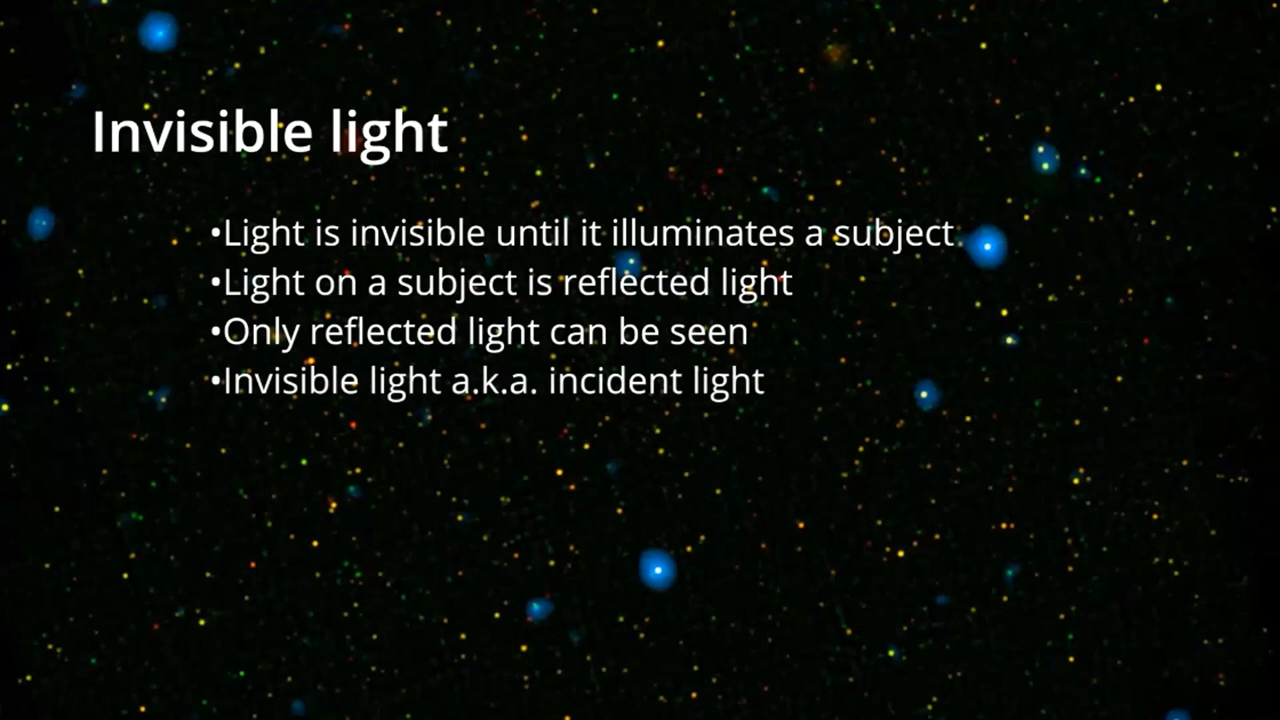 Invisible light
•Light is invisible until it illuminates a subject
•Light on a subject is reflected light
•Only reflected light can be seen
•Invisible light a.k.a. incident light